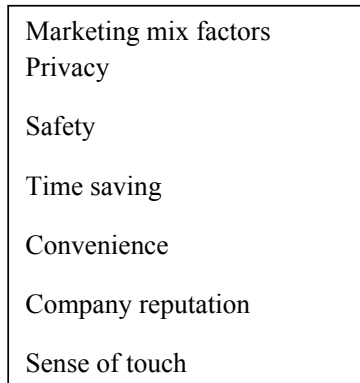 Marketing mix factors
Privacy
Safety
Time saving
Convenience
Company reputation
Sense of touch